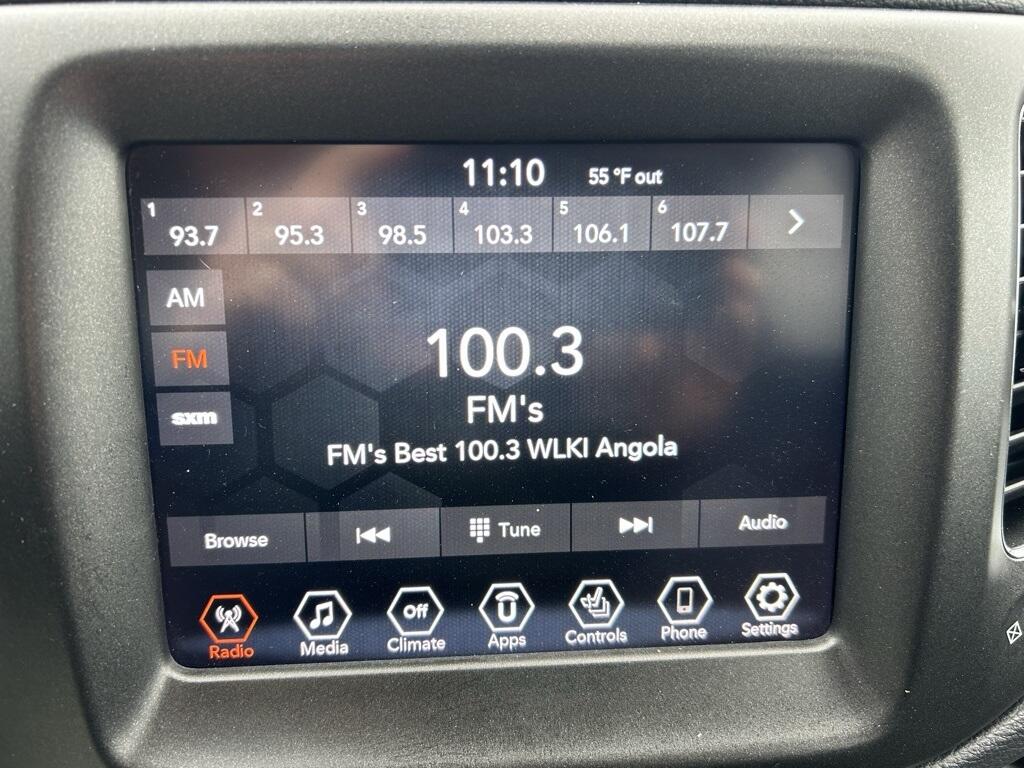 11:10 55 °F out
1 2 3 4 5 6
93.7 95.3 98.5 103.3 106.1 107.7
AM
FM
sxm
100.3
FM's
FM's Best 100.3 WLKI Angola
Browse Tune Audio
Off
Radio Media Climate Apps Controls Phone Settings